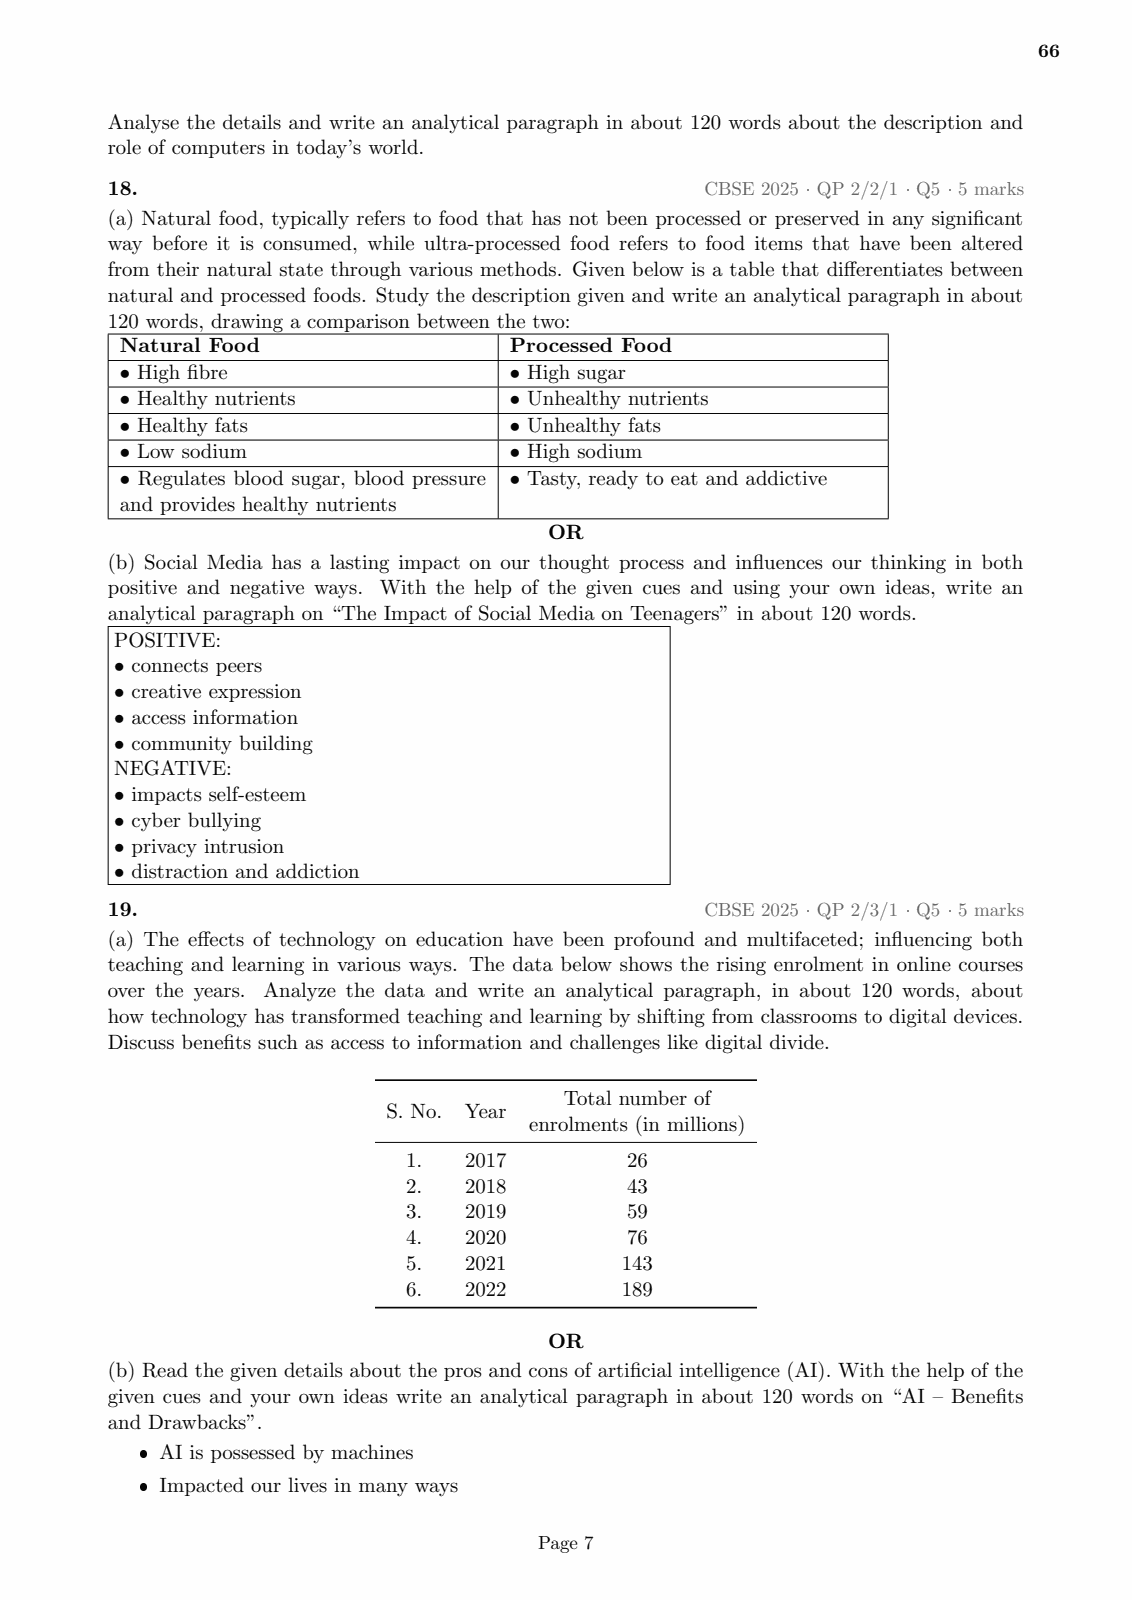 66
Analyse the details and write an analytical paragraph in about 120 words about the description and
role of computers in today's world.
18. CBSE 2025 · QP 2/2/1 · Q5 · 5 marks
(a) Natural food, typically refers to food that has not been processed or preserved in any significant
way before it is consumed, while ultra-processed food refers to food items that have been altered
from their natural state through various methods. Given below is a table that differentiates between
natural and processed foods. Study the description given and write an analytical paragraph in about
120 words, drawing a comparison between the two:
Natural Food Processed Food
• High fibre • High sugar
• Healthy nutrients • Unhealthy nutrients
• Healthy fats • Unhealthy fats
• Low sodium • High sodium
• Regulates blood sugar, blood pressure • Tasty, ready to eat and addictive
and provides healthy nutrients
OR
(b) Social Media has a lasting impact on our thought process and influences our thinking in both
positive and negative ways. With the help of the given cues and using your own ideas, write an
analytical paragraph on “The Impact of Social Media on Teenagers” in about 120 words.
POSITIVE:
• connects peers
• creative expression
• access information
• community building
NEGATIVE:
• impacts self-esteem
• cyber bullying
• privacy intrusion
• distraction and addiction
19. CBSE 2025 · QP 2/3/1 · Q5 · 5 marks
(a) The effects of technology on education have been profound and multifaceted; influencing both
teaching and learning in various ways. The data below shows the rising enrolment in online courses
over the years. Analyze the data and write an analytical paragraph, in about 120 words, about
how technology has transformed teaching and learning by shifting from classrooms to digital devices.
Discuss benefits such as access to information and challenges like digital divide.
S. No. Year Total number of
enrolments (in millions)
1. 2017 26
2. 2018 43
3. 2019 59
4. 2020 76
5. 2021 143
6. 2022 189
OR
(b) Read the given details about the pros and cons of artificial intelligence (AI). With the help of the
given cues and your own ideas write an analytical paragraph in about 120 words on “AI – Benefits
and Drawbacks”.
• AI is possessed by machines
• Impacted our lives in many ways
Page 7